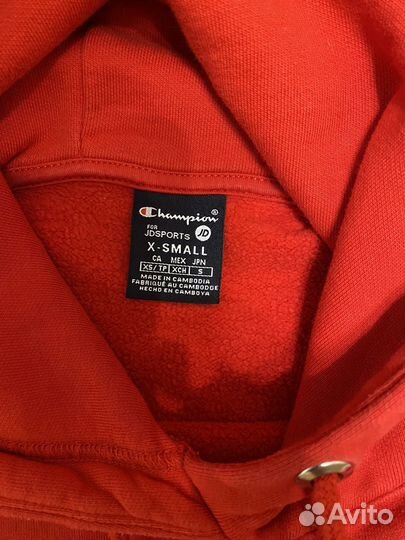 Champion®
FOR
JDSPORTS JD
X-SMALL
CA MEX JPN
XS/TP XCH S
MADE IN CAMBODIA
FABRIQUÉ AU CAMBODGE
HECHO EN CAMBOYA
Avito